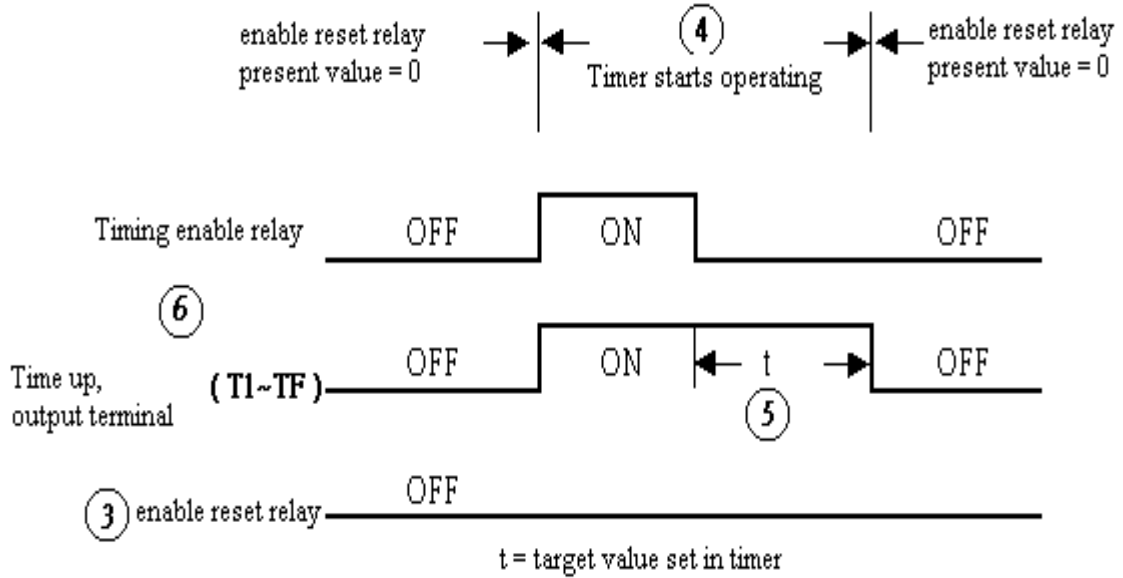 enable reset relay
present value = 0
4
Timer starts operating
enable reset relay
present value = 0
Timing enable relay
OFF
ON
OFF
6
Time up,
output terminal
( T1~TF )
OFF
ON
t
OFF
5
3
enable reset relay
OFF
t = target value set in timer